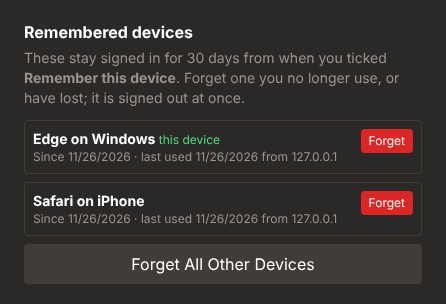 Remembered devices
These stay signed in for 30 days from when you ticked
Remember this device. Forget one you no longer use, or
have lost; it is signed out at once.
Edge on Windows this device
Forget
Since 11/26/2026 · last used 11/26/2026 from 127.0.0.1
Safari on iPhone
Forget
Since 11/26/2026 · last used 11/26/2026 from 127.0.0.1
Forget All Other Devices